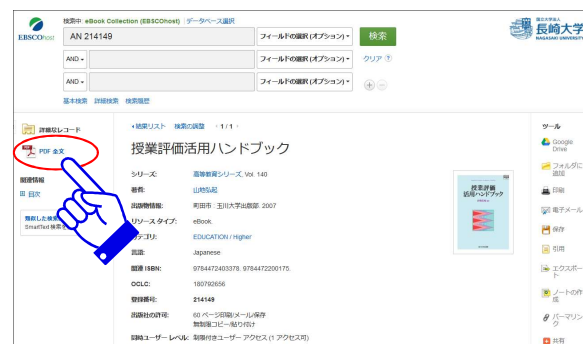 検索中: eBook Collection (EBSCOhost) データベース選択
EBSCOhost
AN 214149
フィールドの選択 (オプション)
検索
国立大学法人
長崎大学
NAGASAKI UNIVERSITY
AND
フィールドの選択 (オプション)
クリア ?
AND
フィールドの選択 (オプション)
基本検索 詳細検索 検索履歴
詳細なレコード
PDF 全文
関連情報
目次
類似した検索
SmartText 検索を
結果リスト 検索の調整 1 / 1
授業評価活用ハンドブック
シリーズ: 高等教育シリーズ, Vol. 140
著者: 山地弘起
出版物情報: 町田市 : 玉川大学出版部. 2007
リソース タイプ: eBook.
カテゴリ: EDUCATION / Higher
言語: Japanese
関連 ISBN: 9784472403378. 9784472200175.
OCLC: 180792656
登録番号: 214149
出版社の許可: 60 ページ印刷/メール/保存
無制限コピー/貼り付け
同時ユーザー レベル: 制限付きユーザー アクセス (1 アクセス可)
授業評価
活用ハンドブック
ツール
Google
Drive
フォルダに
追加
印刷
電子メール
保存
引用
エクスポー
ト
ノートの作
成
パーマリン
ク
共有